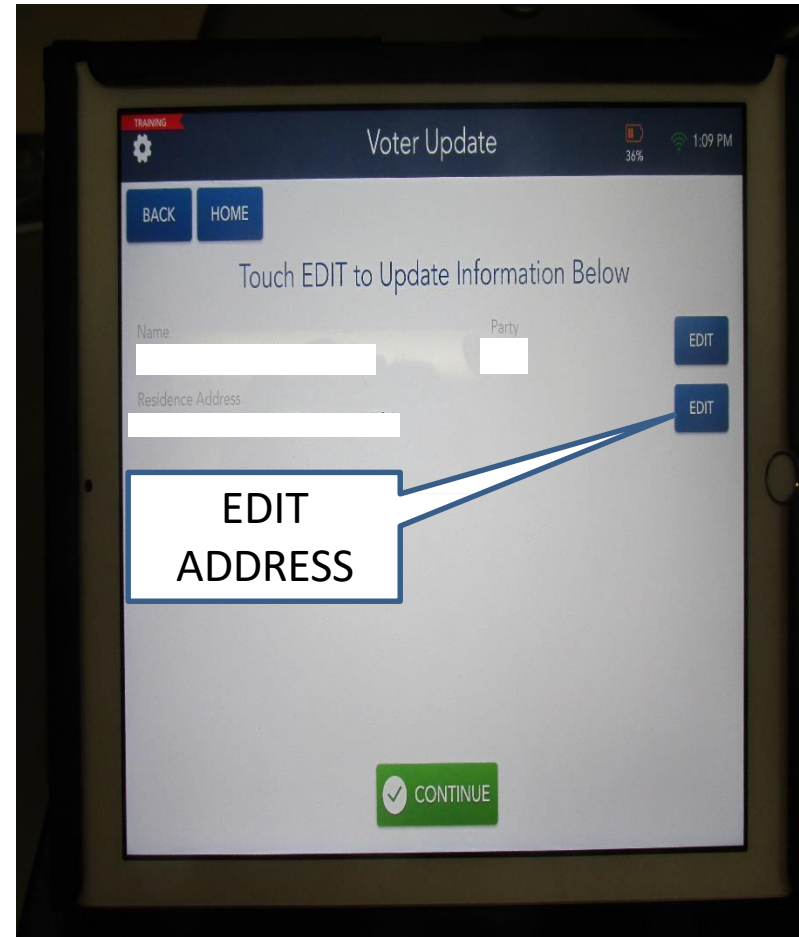 TRAINING
Voter Update
36%
1:09 PM
BACK
HOME
Touch EDIT to Update Information Below
Name
Party
EDIT
Residence Address
EDIT
EDIT
ADDRESS
CONTINUE